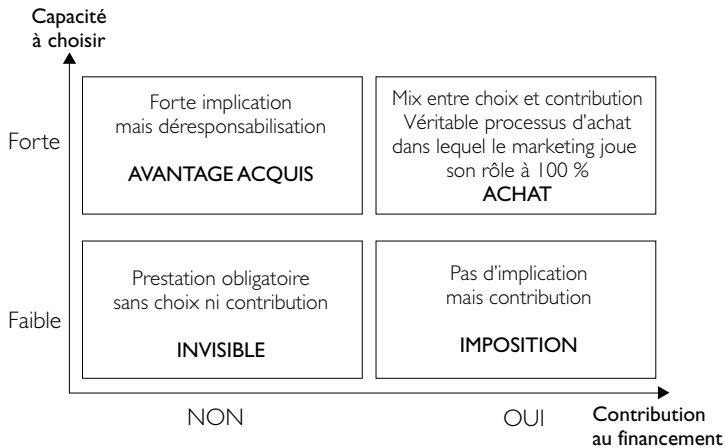 Capacité
à choisir
Forte
Forte implication
mais déresponsabilisation
AVANTAGE ACQUIS
Mix entre choix et contribution
Véritable processus d’achat
dans lequel le marketing joue
son rôle à 100 %
ACHAT
Faible
Prestation obligatoire
sans choix ni contribution
INVISIBLE
Pas d’implication
mais contribution
IMPOSITION
NON
OUI
Contribution
au financement